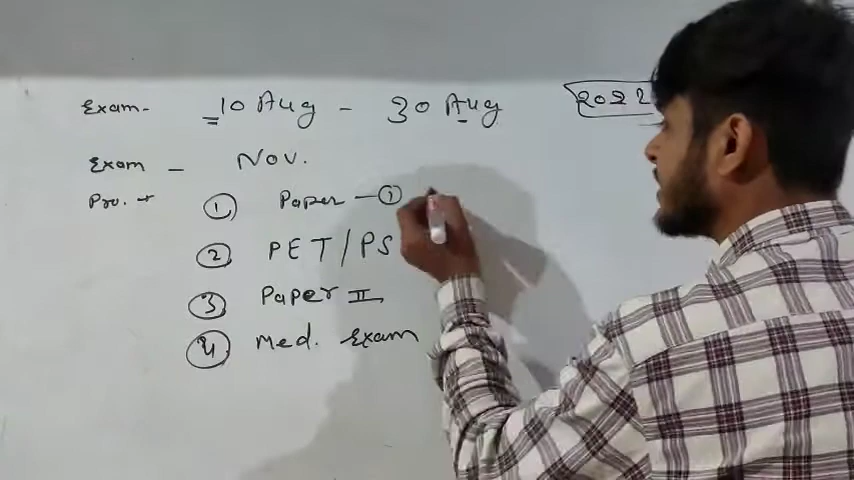 Exam- 10 Aug - 30 Aug 2022
Exam - Nov.
Pro. → ① Paper - ①
② PET/PS
③ Paper II
④ Med. Exam